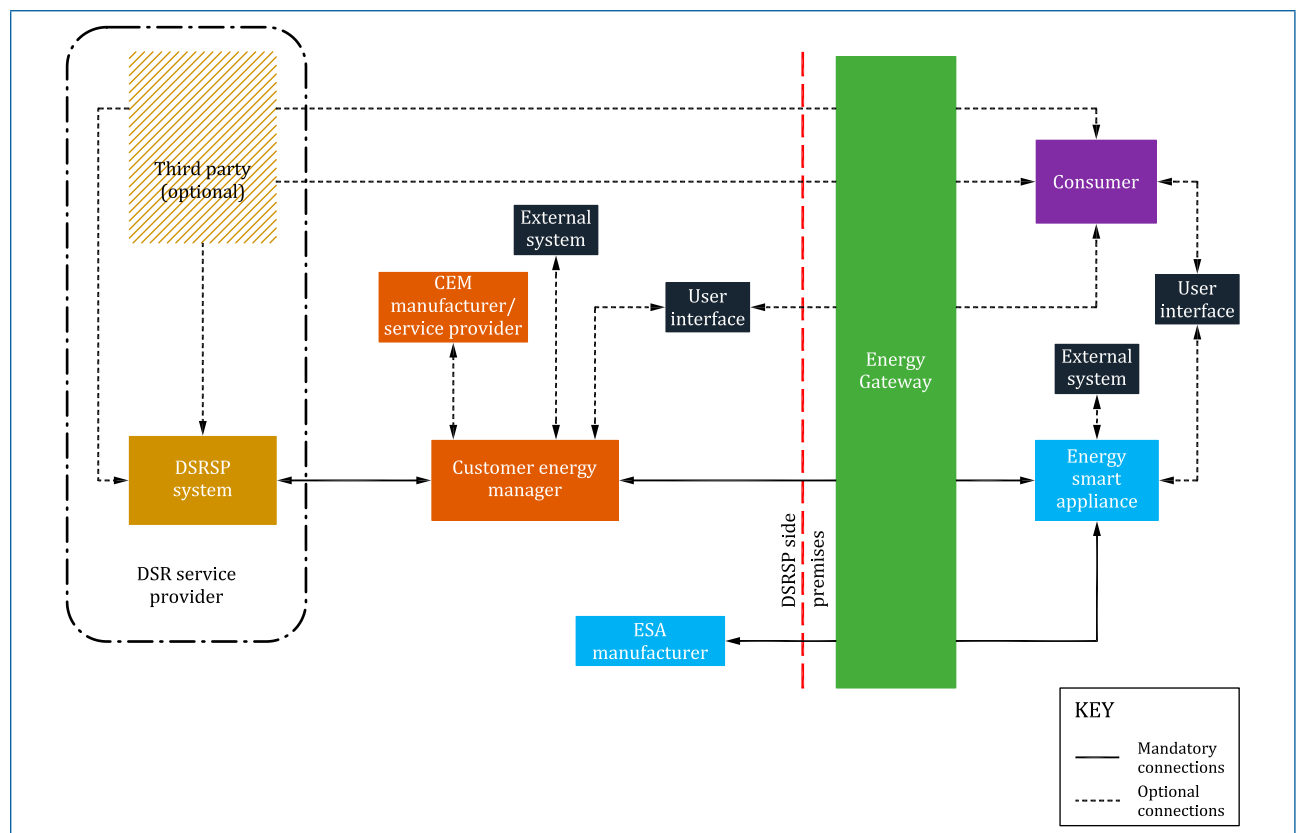 Third party
(optional)
Consumer
External
system
CEM
manufacturer/
service provider
User
interface
User
interface
Energy
Gateway
External
system
DSRSP
system
Customer energy
manager
Energy
smart
appliance
DSRSP side
premises
DSR service
provider
ESA
manufacturer
KEY
Mandatory
connections
Optional
connections